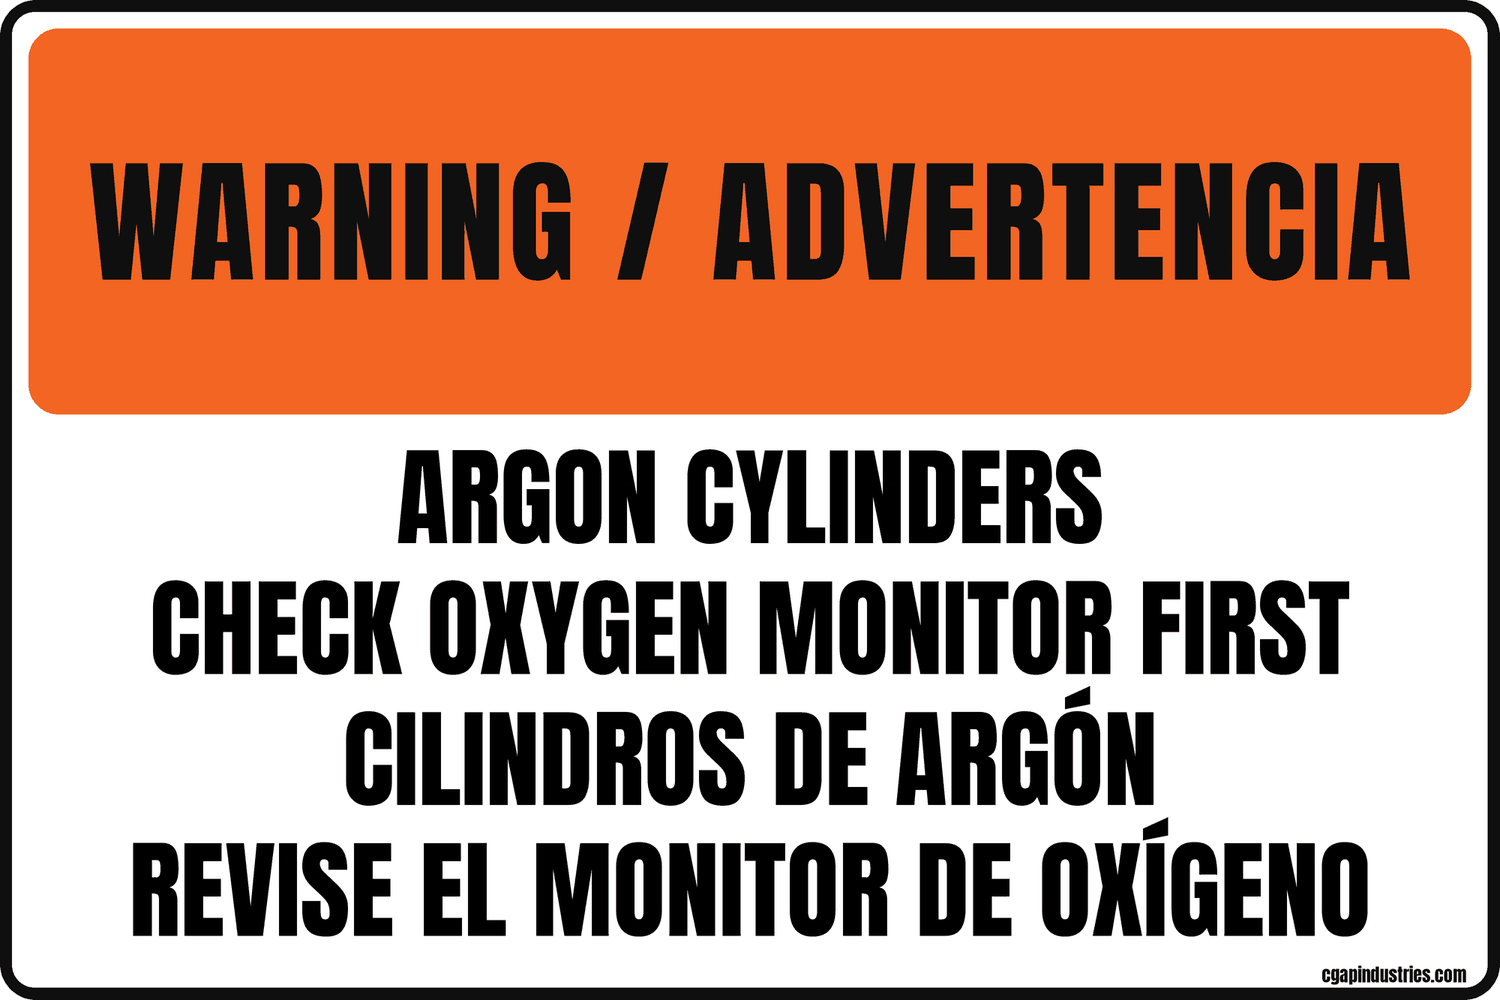 WARNING / ADVERTENCIA
ARGON CYLINDERS
CHECK OXYGEN MONITOR FIRST
CILINDROS DE ARGÓN
REVISE EL MONITOR DE OXÍGENO
cgapindustries.com